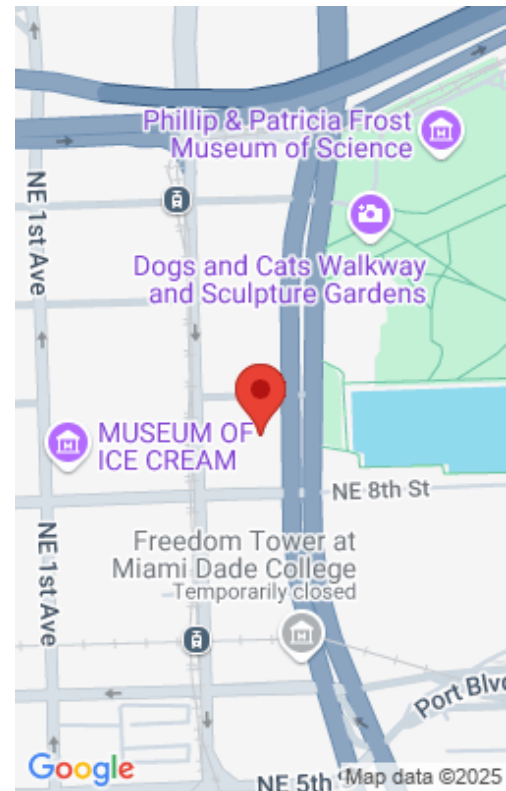 Phillip & Patricia Frost
Museum of Science
NE 1st Ave
Dogs and Cats Walkway
and Sculpture Gardens
MUSEUM OF
ICE CREAM
NE 8th St
NE 1st Ave
Freedom Tower at
Miami Dade College
Temporarily closed
Port Blvd
Google
NE 5th
Map data ©2025